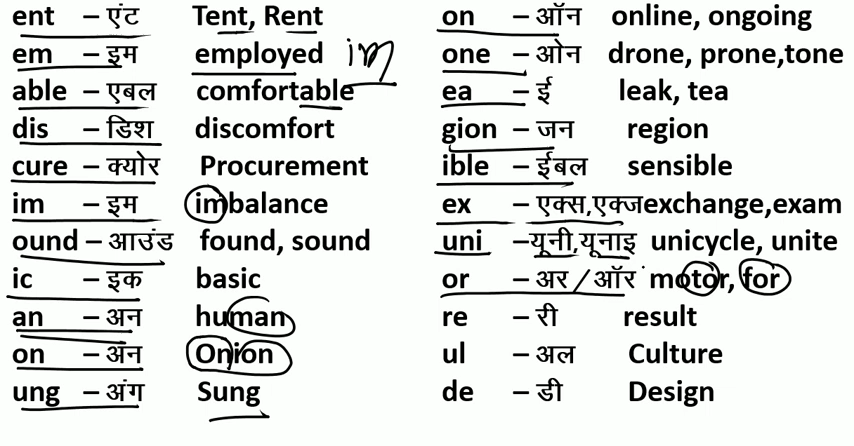 ent – एंट Tent, Rent
em – इम employed im
able – एबल comfortable
dis – डिश discomfort
cure – क्योर Procurement
im – इम imbalance
ound – आउंड found, sound
ic – इक basic
an – अन human
on – अन Onion
ung – अंग Sung
on – ऑन online, ongoing
one – ओन drone, prone,tone
ea – ई leak, tea
gion – जन region
ible – ईबल sensible
ex – एक्स,एक्ज exchange,exam
uni – यूनी,यूनाइ unicycle, unite
or – अर / ऑर motor, for
re – री result
ul – अल Culture
de – डी Design